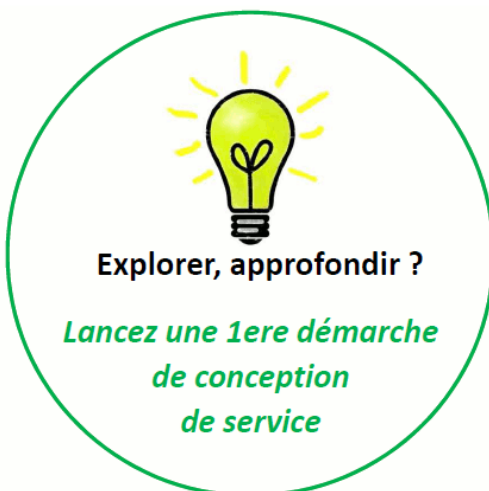 Explorer, approfondir ?
Lancez une 1ere démarche
de conception
de service